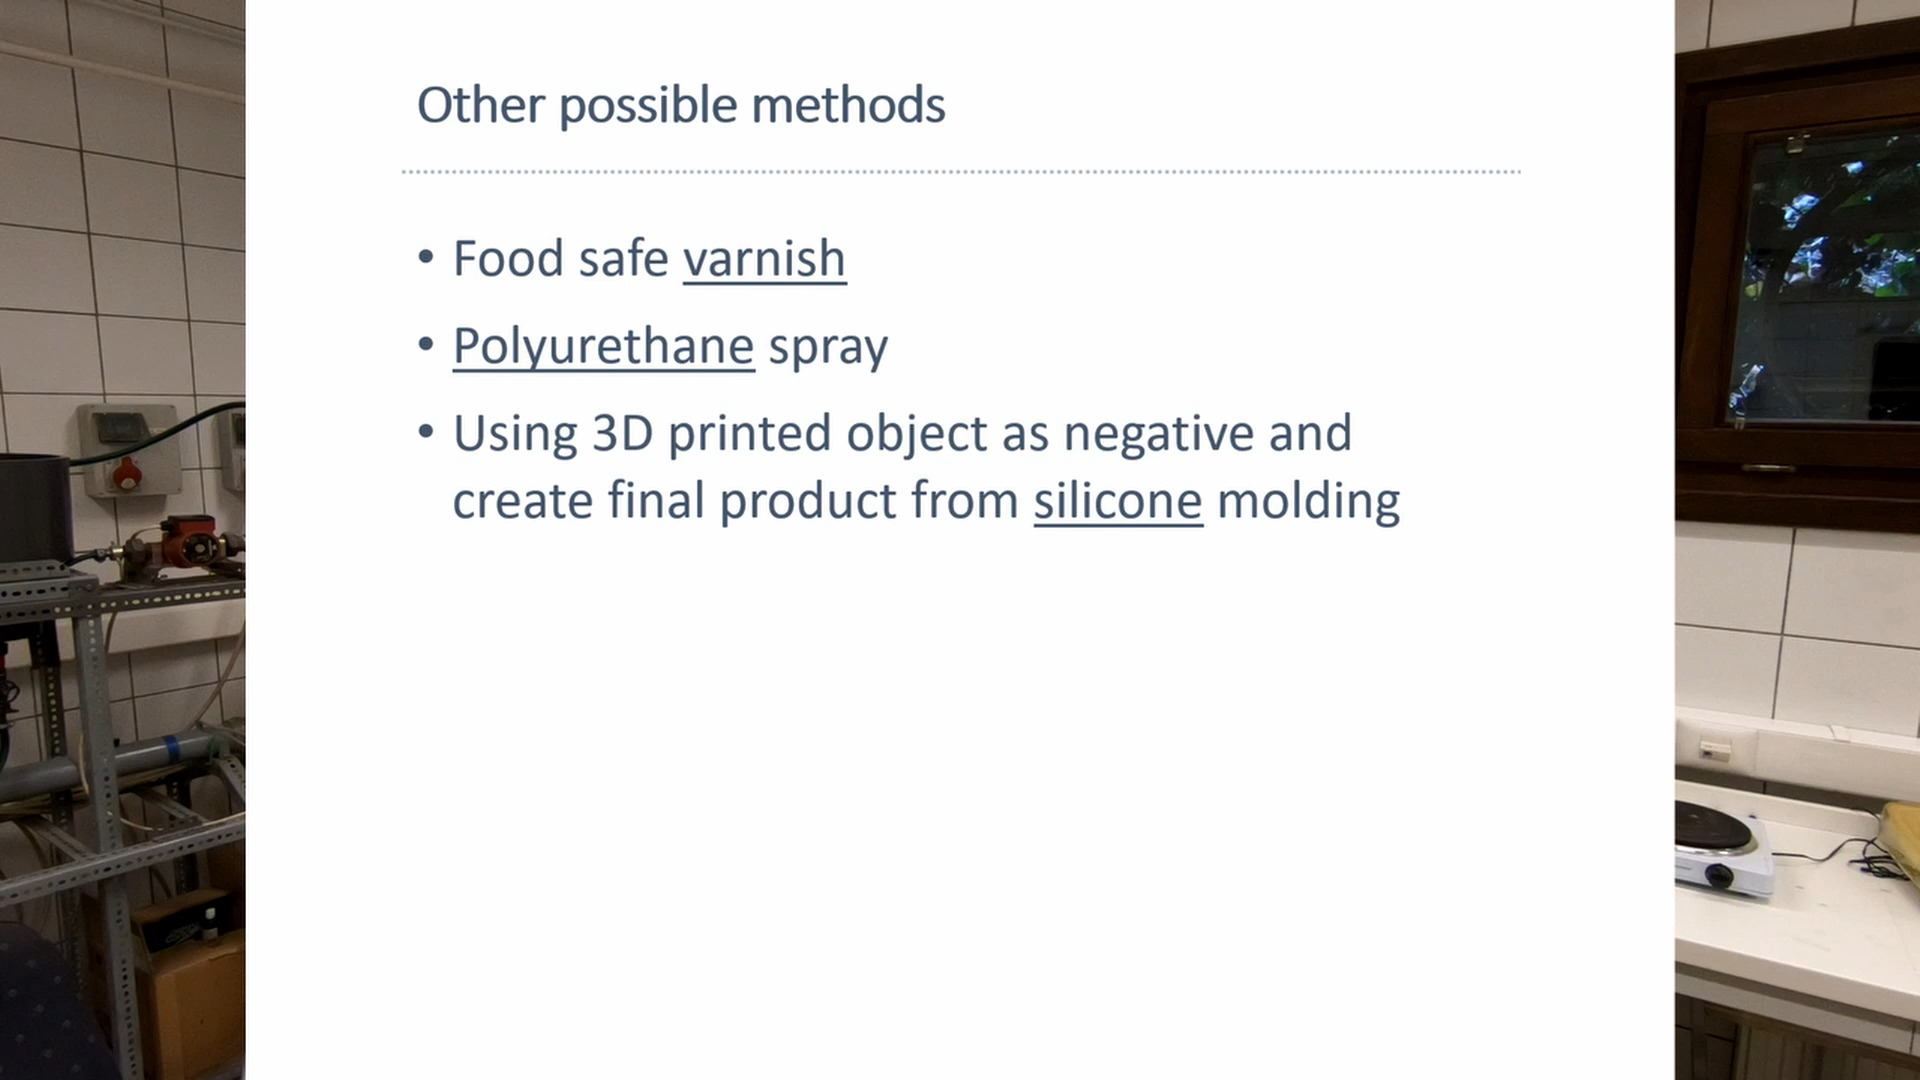 Other possible methods
• Food safe varnish
• Polyurethane spray
• Using 3D printed object as negative and
create final product from silicone molding